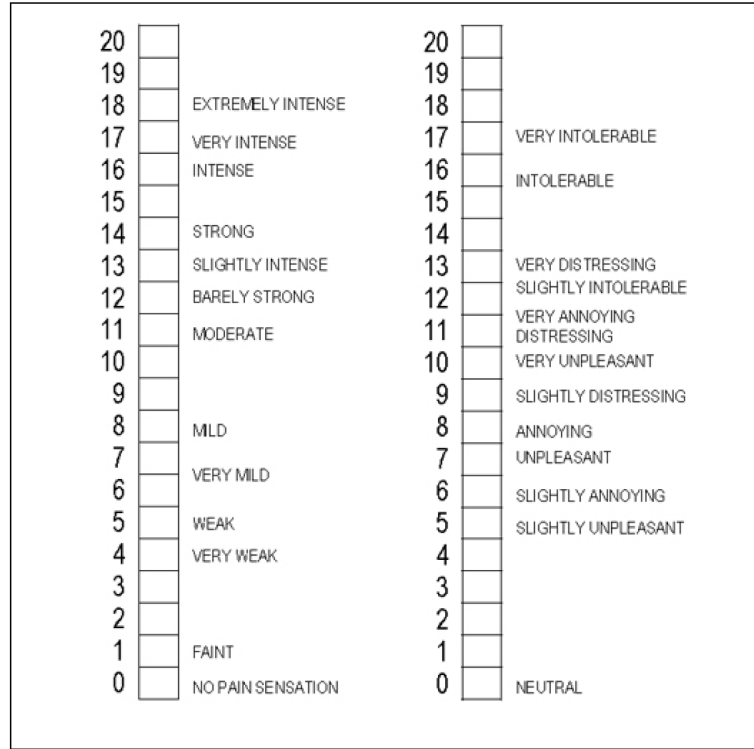 20
19
18 EXTREMELY INTENSE
17 VERY INTENSE
16 INTENSE
15
14 STRONG
13 SLIGHTLY INTENSE
12 BARELY STRONG
11 MODERATE
10
9
8 MILD
7
VERY MILD
6
5 WEAK
4 VERY WEAK
3
2
1 FAINT
0 NO PAIN SENSATION
20
19
18
17 VERY INTOLERABLE
16
INTOLERABLE
15
14
13 VERY DISTRESSING
SLIGHTLY INTOLERABLE
12
VERY ANNOYING
11 DISTRESSING
10 VERY UNPLEASANT
9 SLIGHTLY DISTRESSING
8 ANNOYING
7 UNPLEASANT
6 SLIGHTLY ANNOYING
5 SLIGHTLY UNPLEASANT
4
3
2
1
0 NEUTRAL